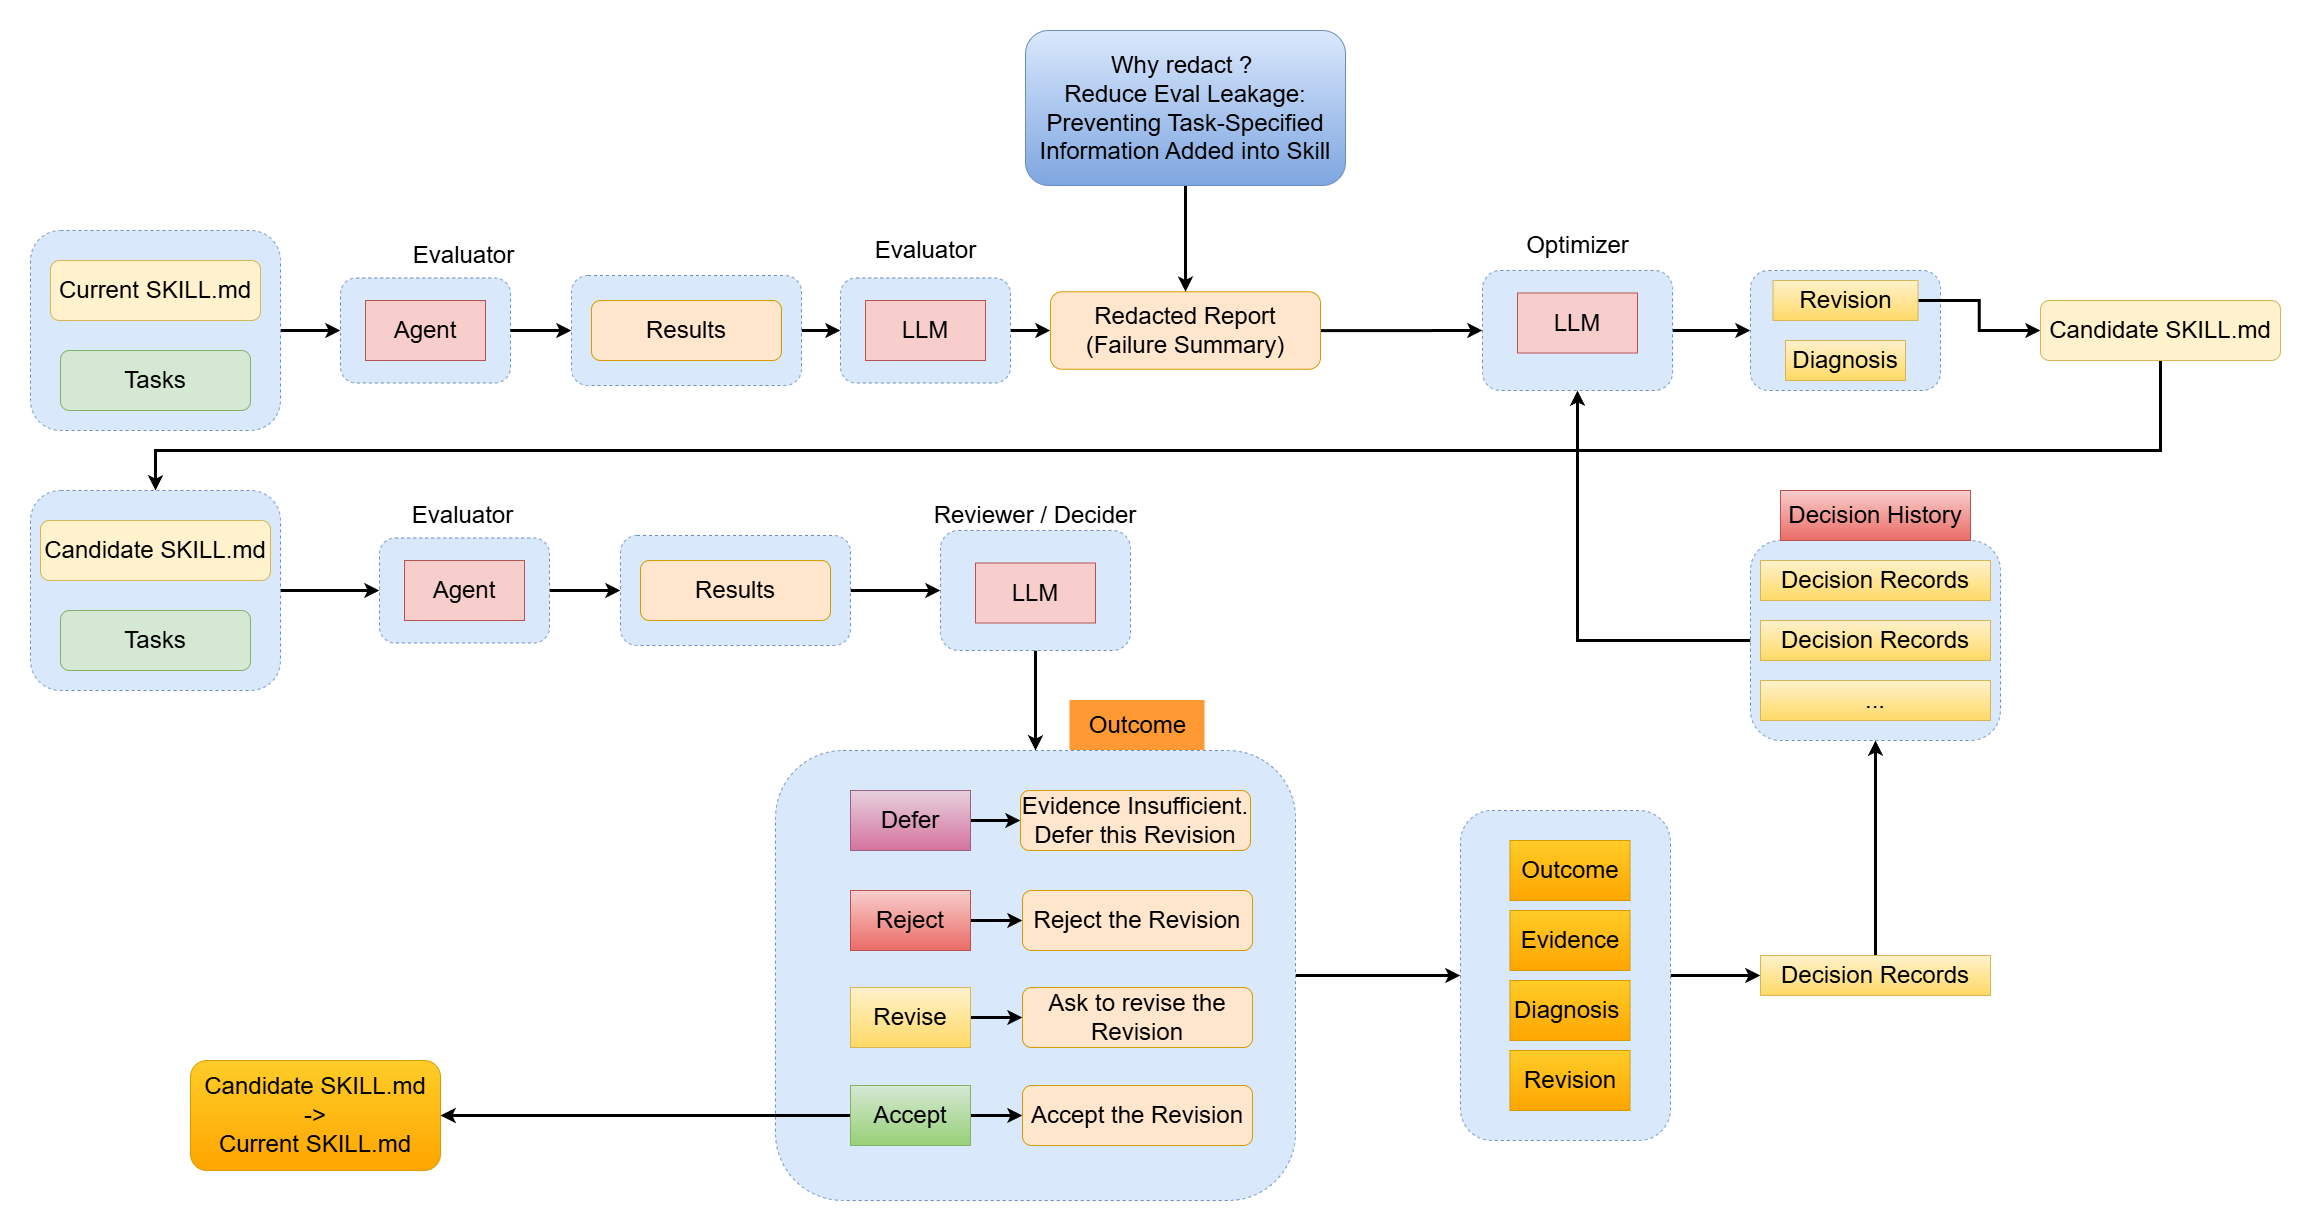 Why redact ?
Reduce Eval Leakage:
Preventing Task-Specified
Information Added into Skill
Current SKILL.md
Tasks
Evaluator
Agent
Results
Evaluator
LLM
Redacted Report
(Failure Summary)
Optimizer
LLM
Revision
Diagnosis
Candidate SKILL.md
Candidate SKILL.md
Tasks
Evaluator
Agent
Results
Reviewer / Decider
LLM
Outcome
Defer
Evidence Insufficient.
Defer this Revision
Reject
Reject the Revision
Revise
Ask to revise the
Revision
Accept
Accept the Revision
Candidate SKILL.md
->
Current SKILL.md
Outcome
Evidence
Diagnosis
Revision
Decision Records
Decision History
Decision Records
Decision Records
...